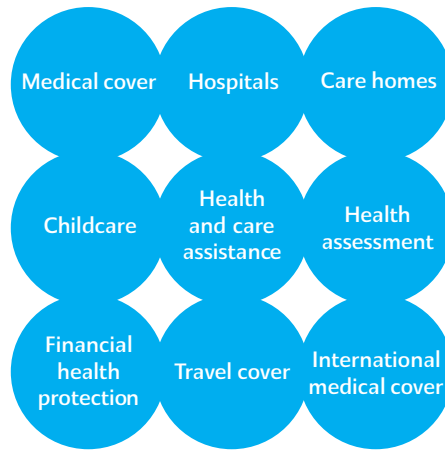 Medical cover
Hospitals
Care homes
Childcare
Health
and care
assistance
Health
assessment
Financial
health
protection
Travel cover
International
medical cover